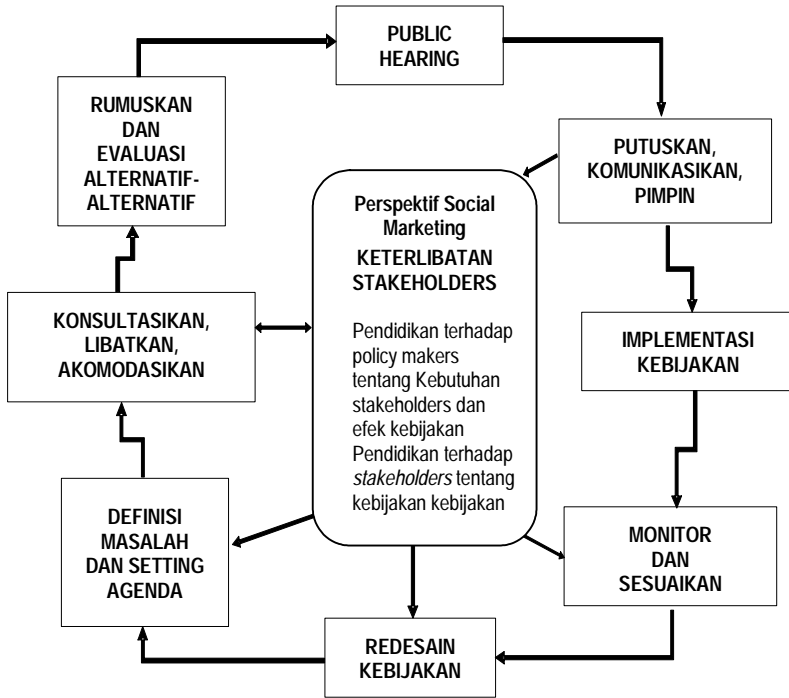 PUBLIC
HEARING
RUMUSKAN
DAN
EVALUASI
ALTERNATIF-
ALTERNATIF
PUTUSKAN,
KOMUNIKASIKAN,
PIMPIN
Perspektif Social
Marketing
KETERLIBATAN
STAKEHOLDERS
Pendidikan terhadap
policy makers
tentang Kebutuhan
stakeholders dan
efek kebijakan
Pendidikan terhadap
stakeholders tentang
kebijakan kebijakan
KONSULTASIKAN,
LIBATKAN,
AKOMODASIKAN
IMPLEMENTASI
KEBIJAKAN
DEFINISI
MASALAH
DAN SETTING
AGENDA
MONITOR
DAN
SESUAIKAN
REDESAIN
KEBIJAKAN